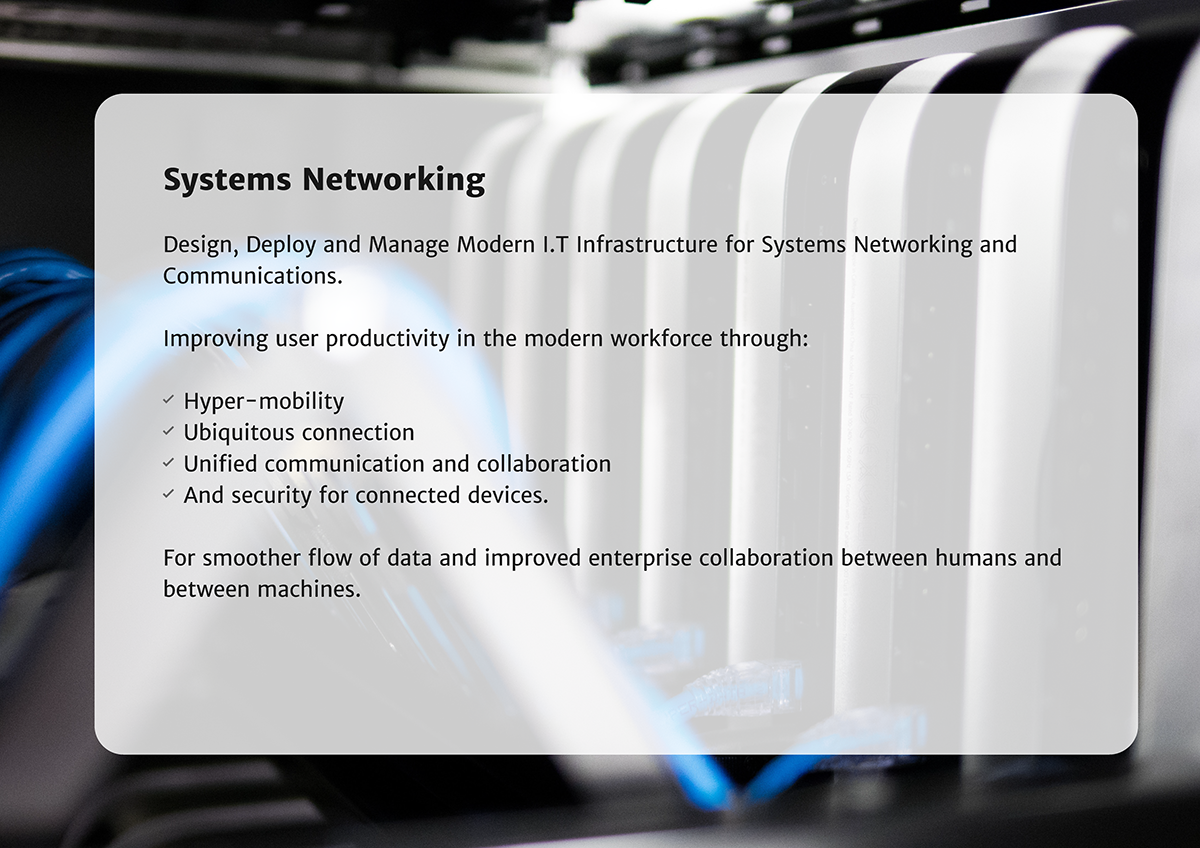 Systems Networking
Design, Deploy and Manage Modern I.T Infrastructure for Systems Networking and
Communications.
Improving user productivity in the modern workforce through:
✓ Hyper-mobility
✓ Ubiquitous connection
✓ Unified communication and collaboration
✓ And security for connected devices.
For smoother flow of data and improved enterprise collaboration between humans and
between machines.